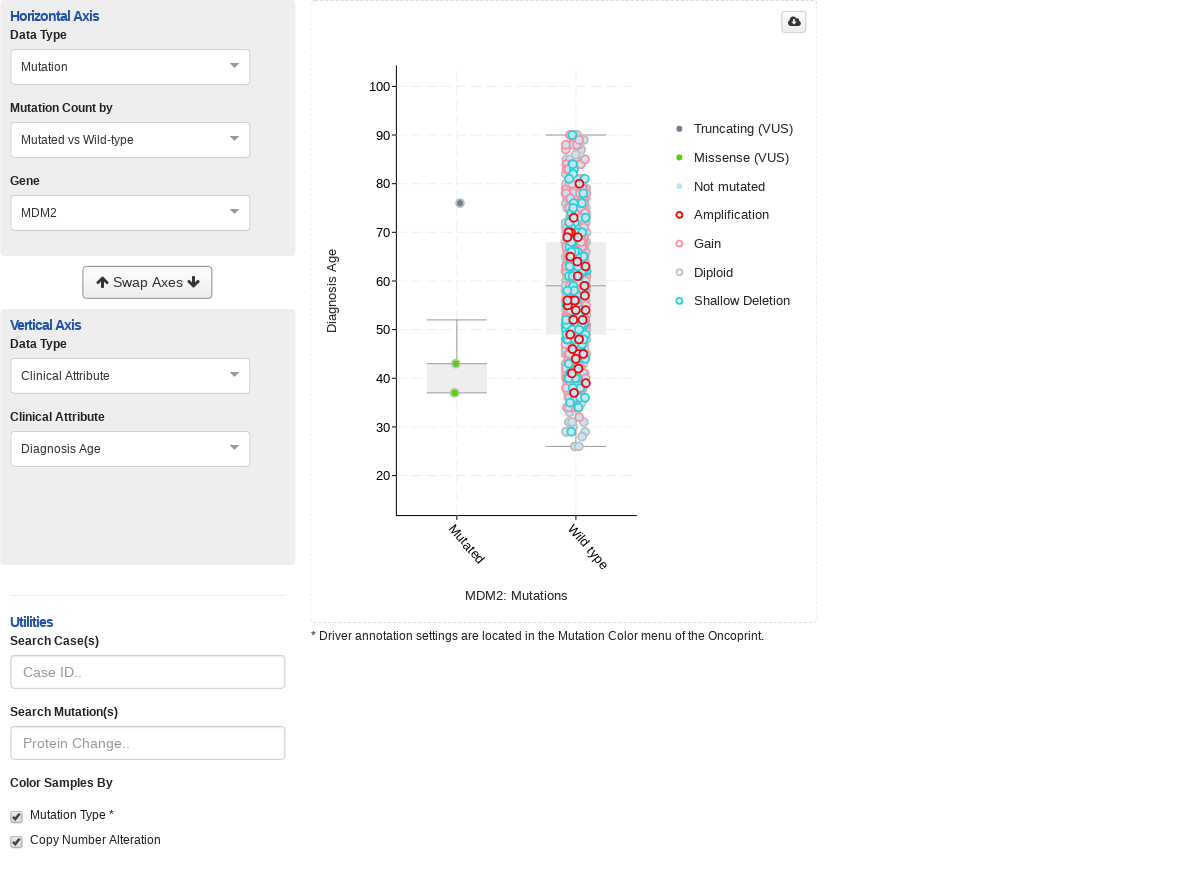 Horizontal Axis
Data Type
Mutation
Mutation Count by
Mutated vs Wild-type
Gene
MDM2
Swap Axes
Vertical Axis
Data Type
Clinical Attribute
Clinical Attribute
Diagnosis Age
Utilities
Search Case(s)
Case ID..
Search Mutation(s)
Protein Change..
Color Samples By
Mutation Type *
Copy Number Alteration
100
90
80
70
60
50
40
30
20
Diagnosis Age
Mutated
Wild type
MDM2: Mutations
Truncating (VUS)
Missense (VUS)
Not mutated
Amplification
Gain
Diploid
Shallow Deletion
* Driver annotation settings are located in the Mutation Color menu of the Oncoprint.